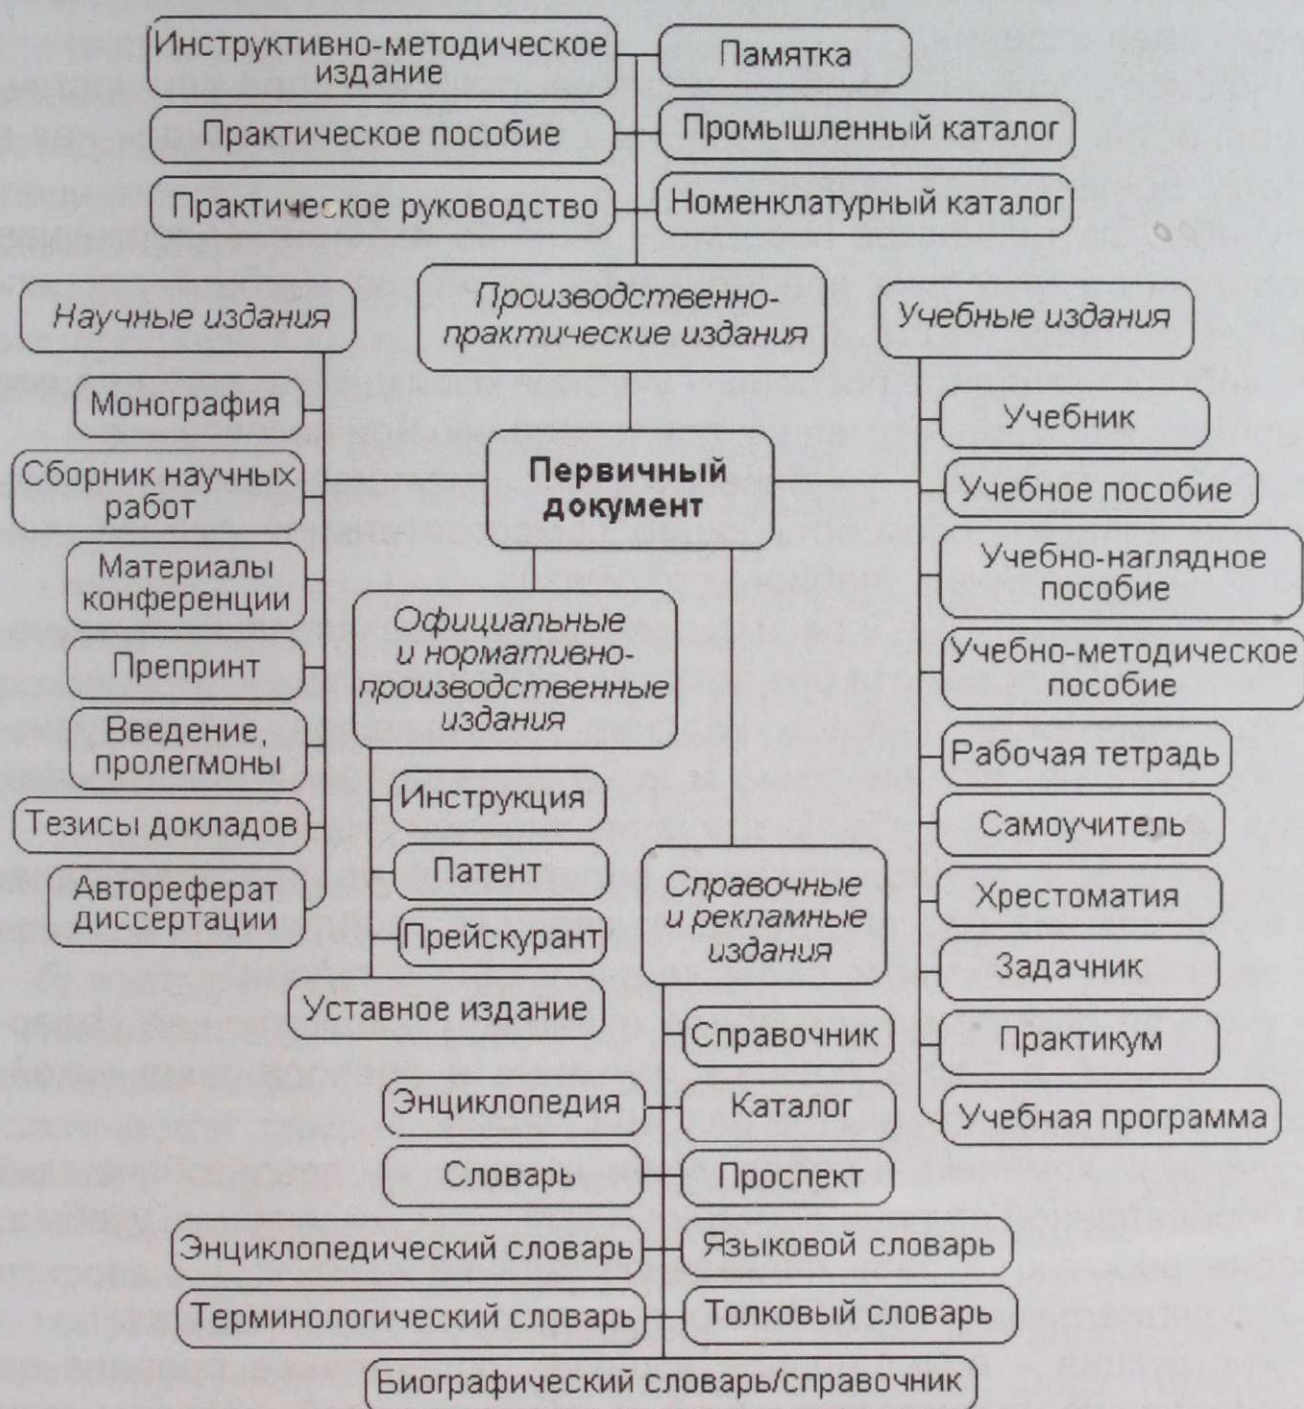 Инструктивно-методическое
издание
Памятка
Практическое пособие
Промышленный каталог
Практическое руководство
Номенклатурный каталог
Научные издания
Производственно-
практические издания
Учебные издания
Монография
Сборник научных
работ
Материалы
конференции
Препринт
Введение,
пролегмоны
Тезисы докладов
Автореферат
диссертации
Первичный
документ
Официальные
и нормативно-
производственные
издания
Инструкция
Патент
Прейскурант
Уставное издание
Справочные
и рекламные
издания
Справочник
Энциклопедия
Каталог
Словарь
Проспект
Энциклопедический словарь
Языковой словарь
Терминологический словарь
Толковый словарь
Биографический словарь/справочник
Учебник
Учебное пособие
Учебно-наглядное
пособие
Учебно-методическое
пособие
Рабочая тетрадь
Самоучитель
Хрестоматия
Задачник
Практикум
Учебная программа